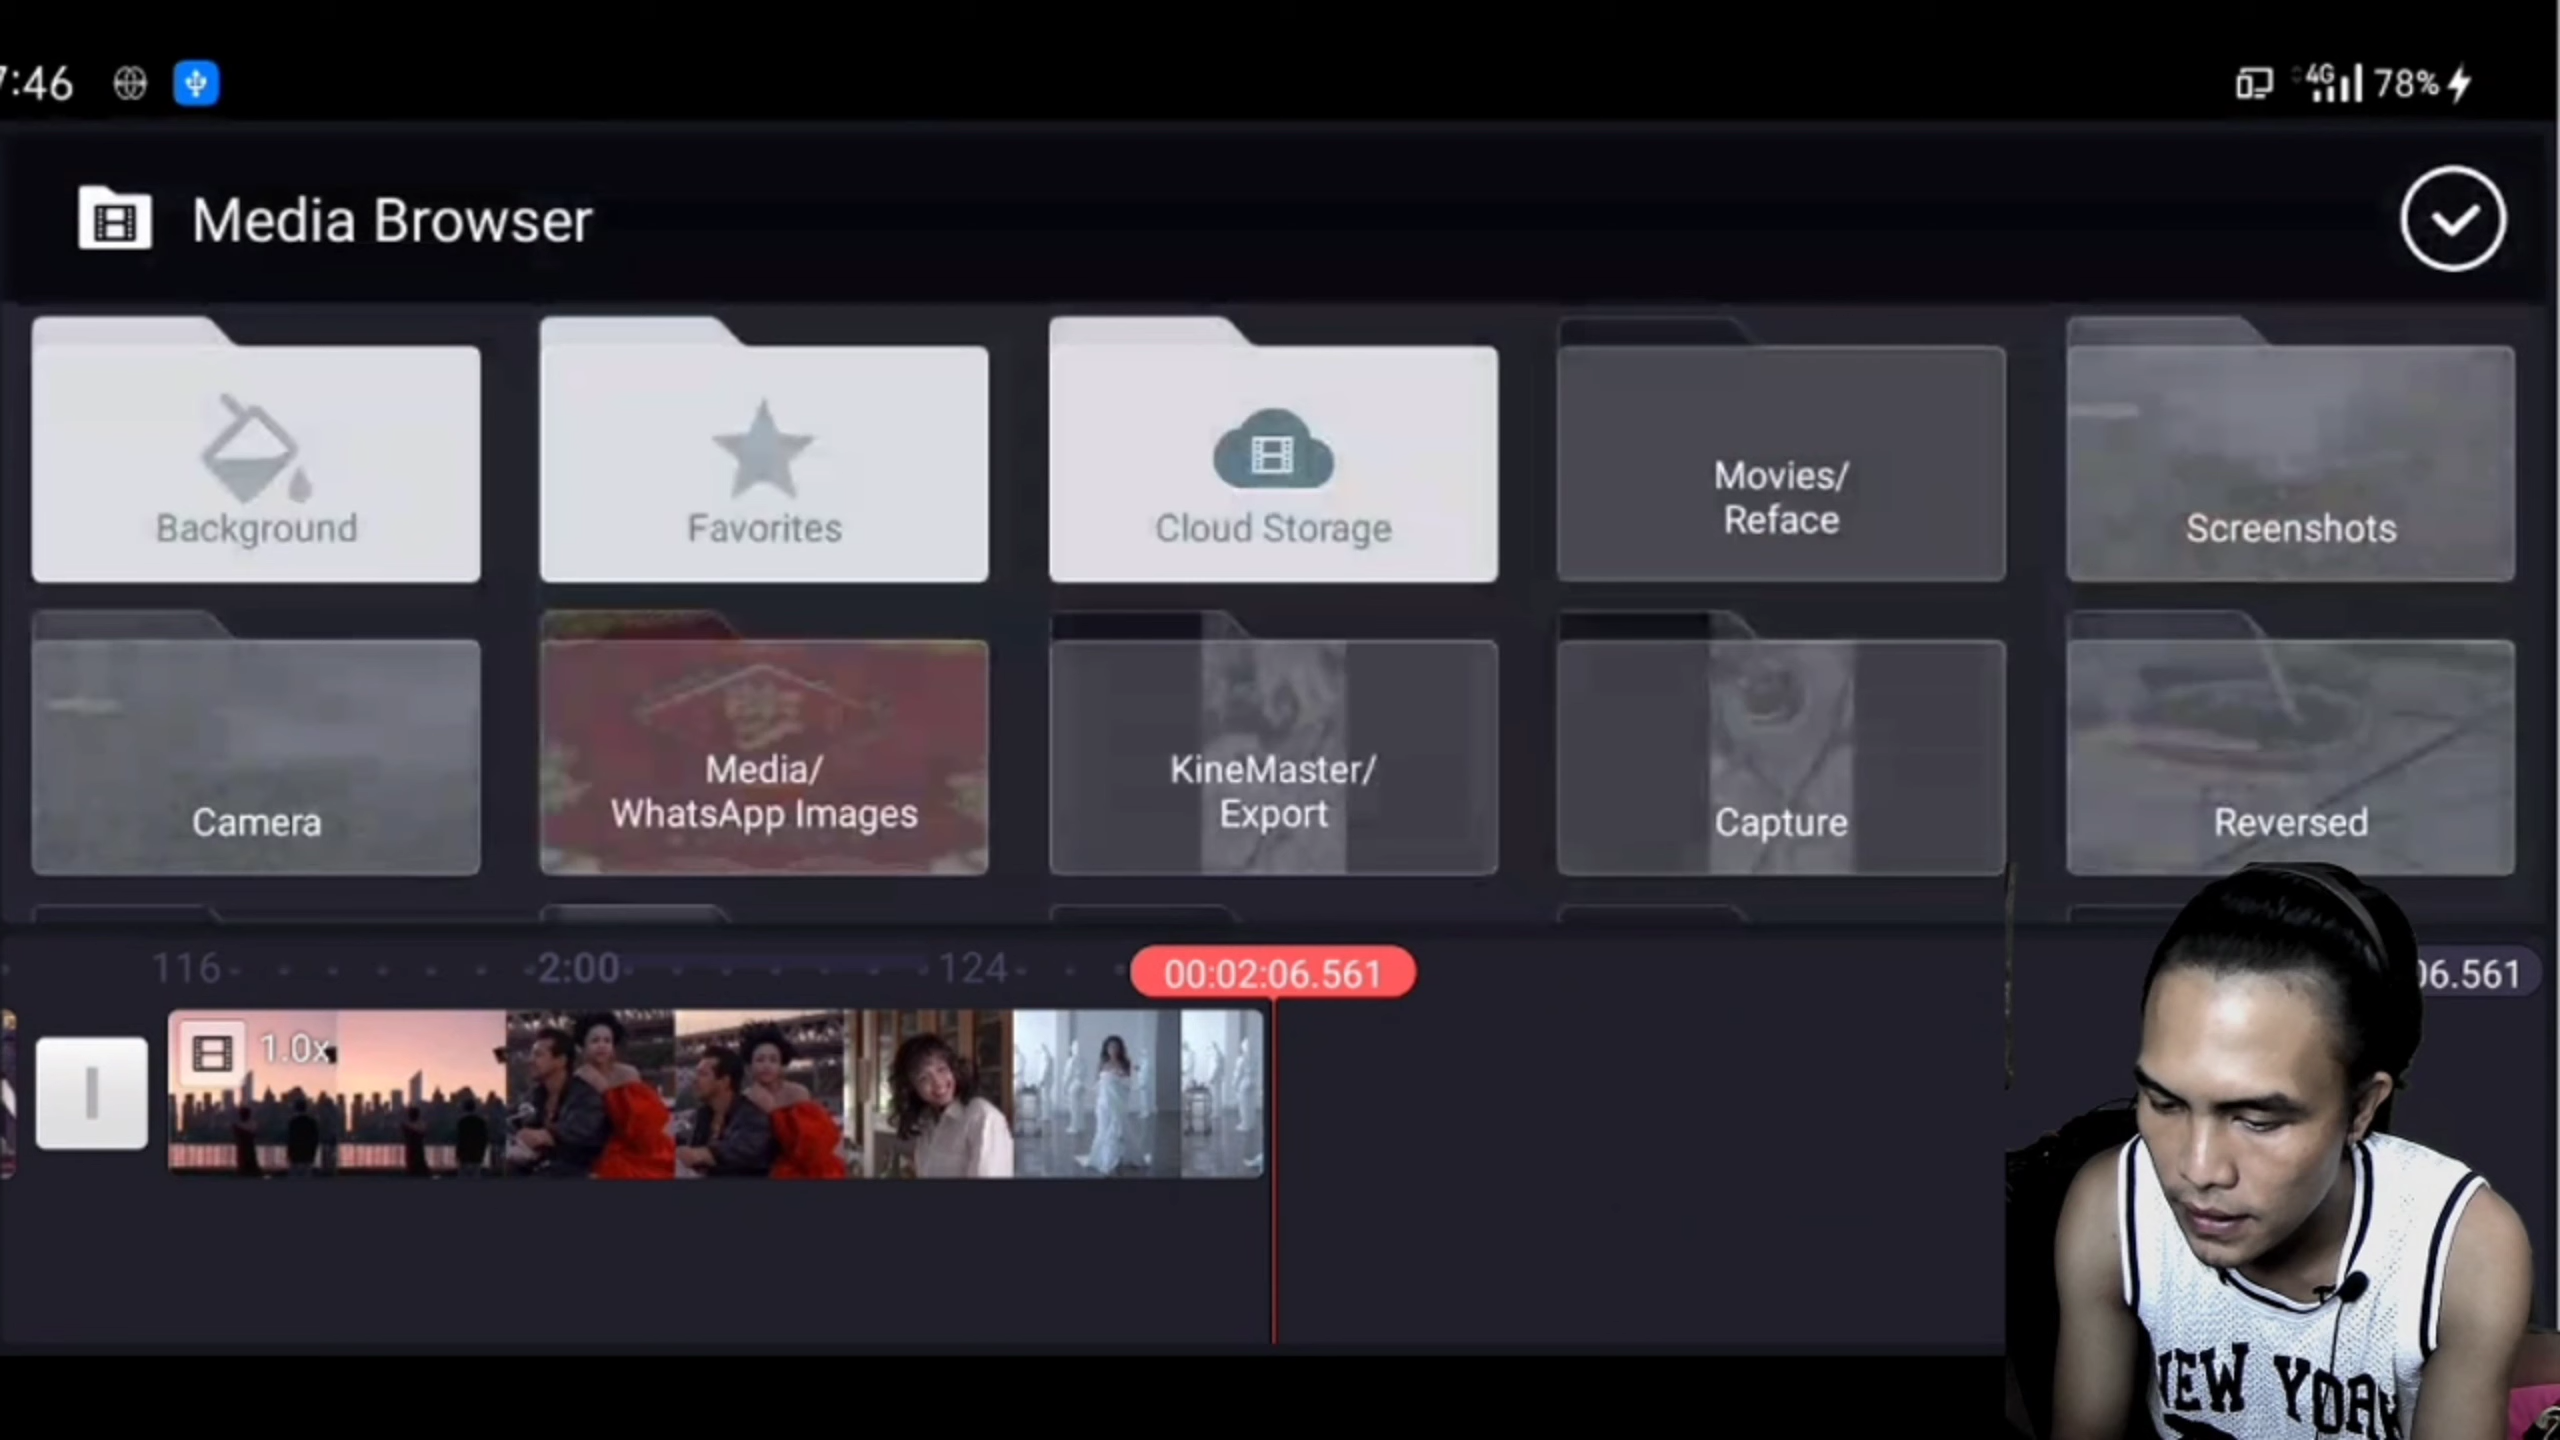 7:46
4G 78%
Media Browser
Background
Favorites
Cloud Storage
Movies/
Reface
Screenshots
Camera
Media/
WhatsApp Images
KineMaster/
Export
Capture
Reversed
116
2:00
124
00:02:06.561
06.561
1.0x
NEW YORK